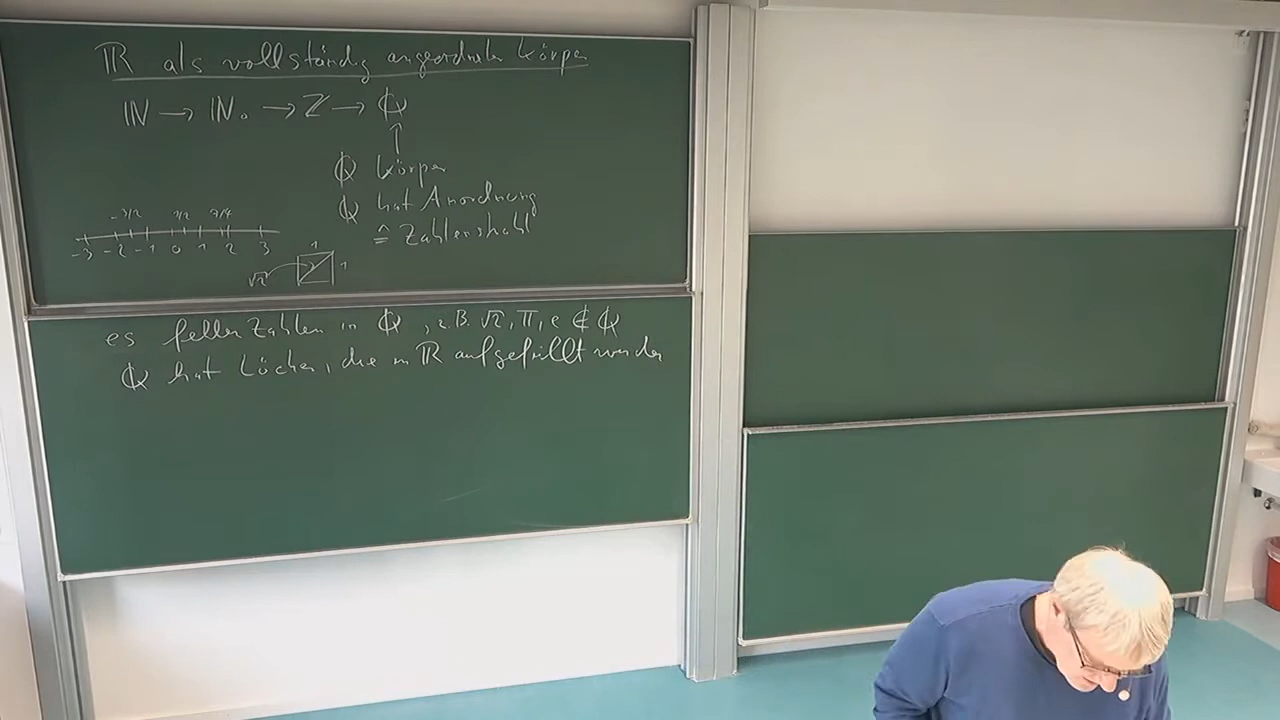 ℝ als vollständig angeordneter Körper
ℕ → ℕ₀ → ℤ → ℚ
↑
ℚ Körper
ℚ hat Anordnung
≙ Zahlenstrahl
-3/2 1/2 7/4
-3 -2 -1 0 1 2 3
1
√2 1
es fehlen Zahlen in ℚ, z.B. √2, π, e ∉ ℚ
ℚ hat Löcher, die in ℝ aufgefüllt werden